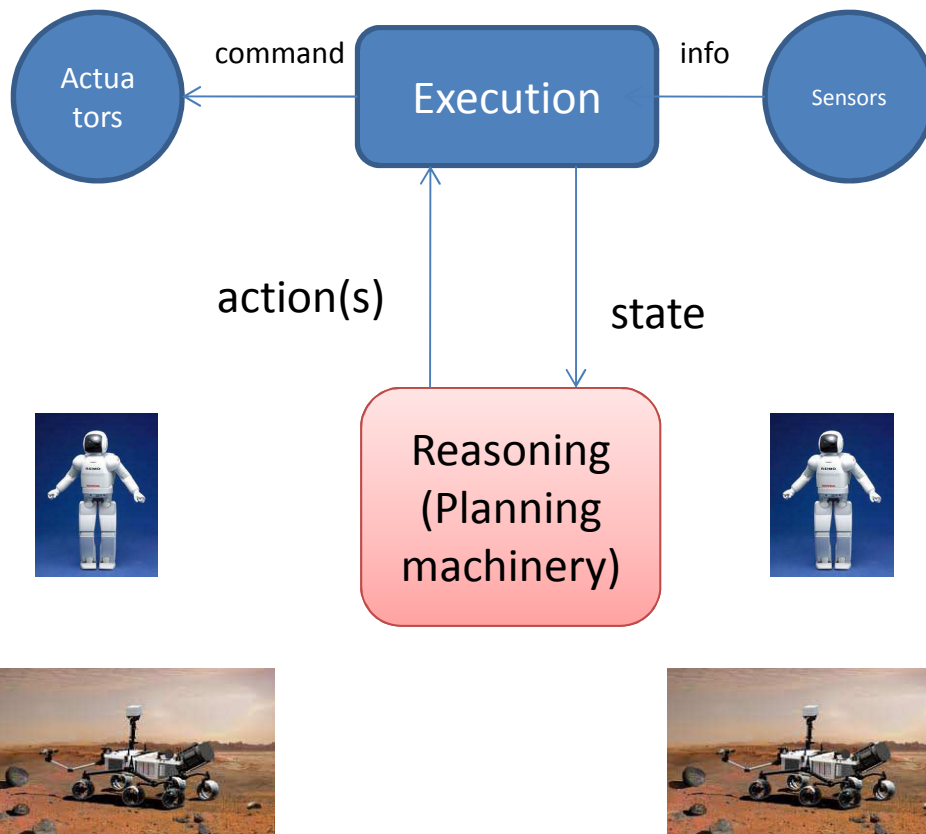 command
info
Actua
tors
Execution
Sensors
action(s)
state
Reasoning
(Planning
machinery)